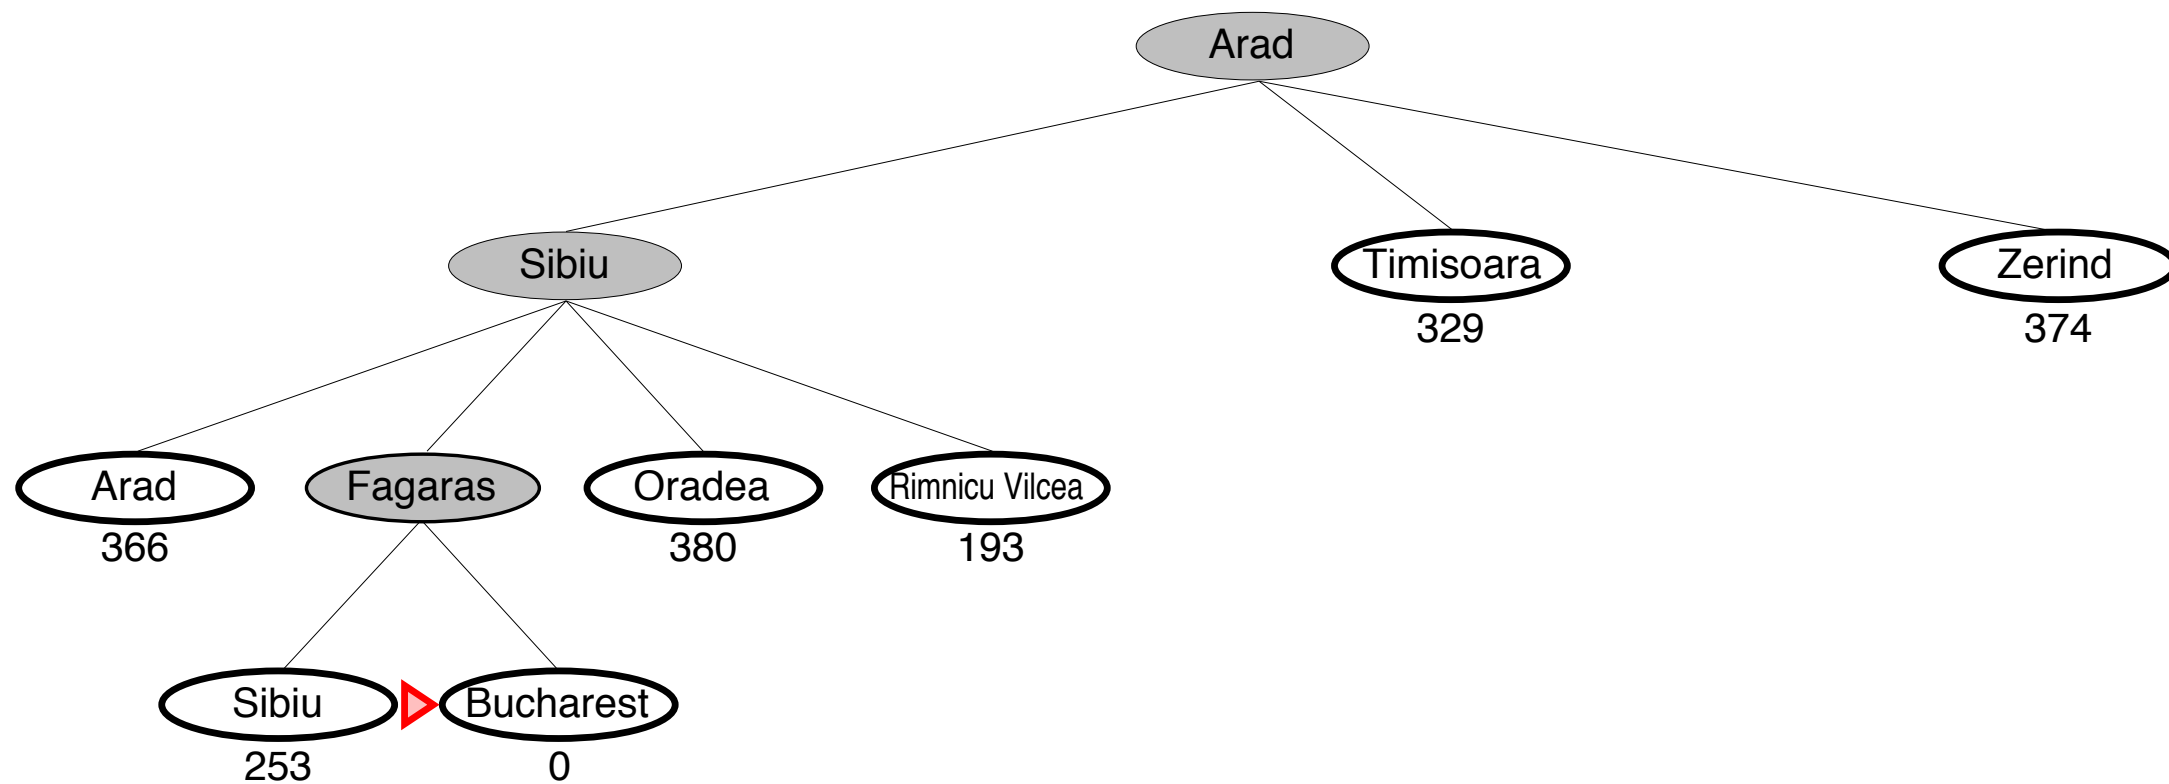 Arad
Sibiu
Timisoara
Zerind
329
374
Arad
Fagaras
Oradea
Rimnicu Vilcea
366
380
193
Sibiu
Bucharest
253
0